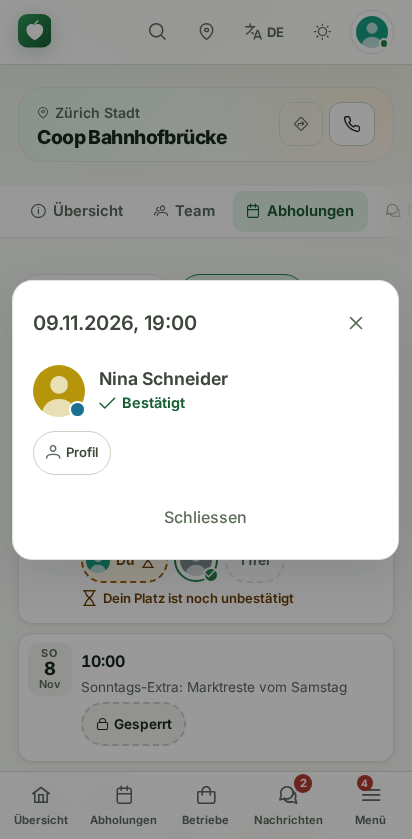 DE
Zürich Stadt
Coop Bahnhofbrücke
Übersicht
Team
Abholungen
09.11.2026, 19:00
Nina Schneider
Bestätigt
Profil
Schliessen
Du
1 frei
Dein Platz ist noch unbestätigt
SO
8
Nov
10:00
Sonntags-Extra: Marktreste vom Samstag
Gesperrt
2
4
Übersicht
Abholungen
Betriebe
Nachrichten
Menü